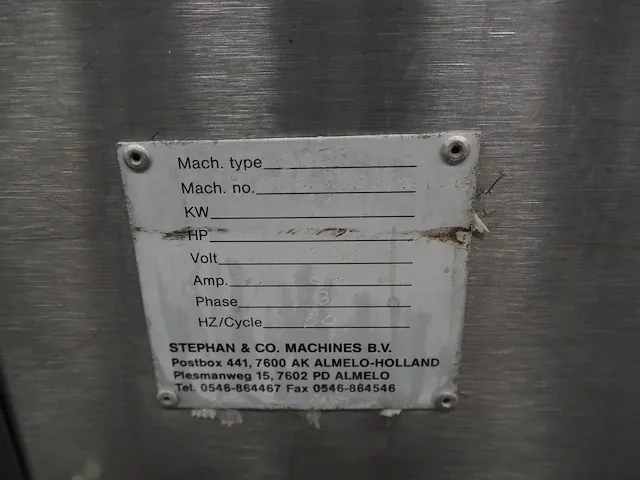 Mach. type
Mach. no.
KW
HP
Volt
Amp.
Phase
HZ/Cycle
STEPHAN & CO. MACHINES B.V.
Postbox 441, 7600 AK ALMELO-HOLLAND
Plesmanweg 15, 7602 PD ALMELO
Tel. 0546-864467 Fax 0546-864546